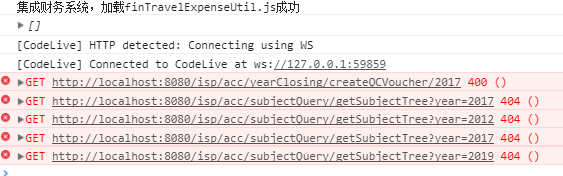 集成财务系统，加载finTravelExpenseUtil.js成功
▶[]
[CodeLive] HTTP detected: Connecting using WS
[CodeLive] Connected to CodeLive at ws://127.0.0.1:59859
▶GET http://localhost:8080/isp/acc/yearClosing/createQCVoucher/2017 400 ()
▶GET http://localhost:8080/isp/acc/subjectQuery/getSubjectTree?year=2017 404 ()
▶GET http://localhost:8080/isp/acc/subjectQuery/getSubjectTree?year=2012 404 ()
▶GET http://localhost:8080/isp/acc/subjectQuery/getSubjectTree?year=2017 404 ()
▶GET http://localhost:8080/isp/acc/subjectQuery/getSubjectTree?year=2019 404 ()